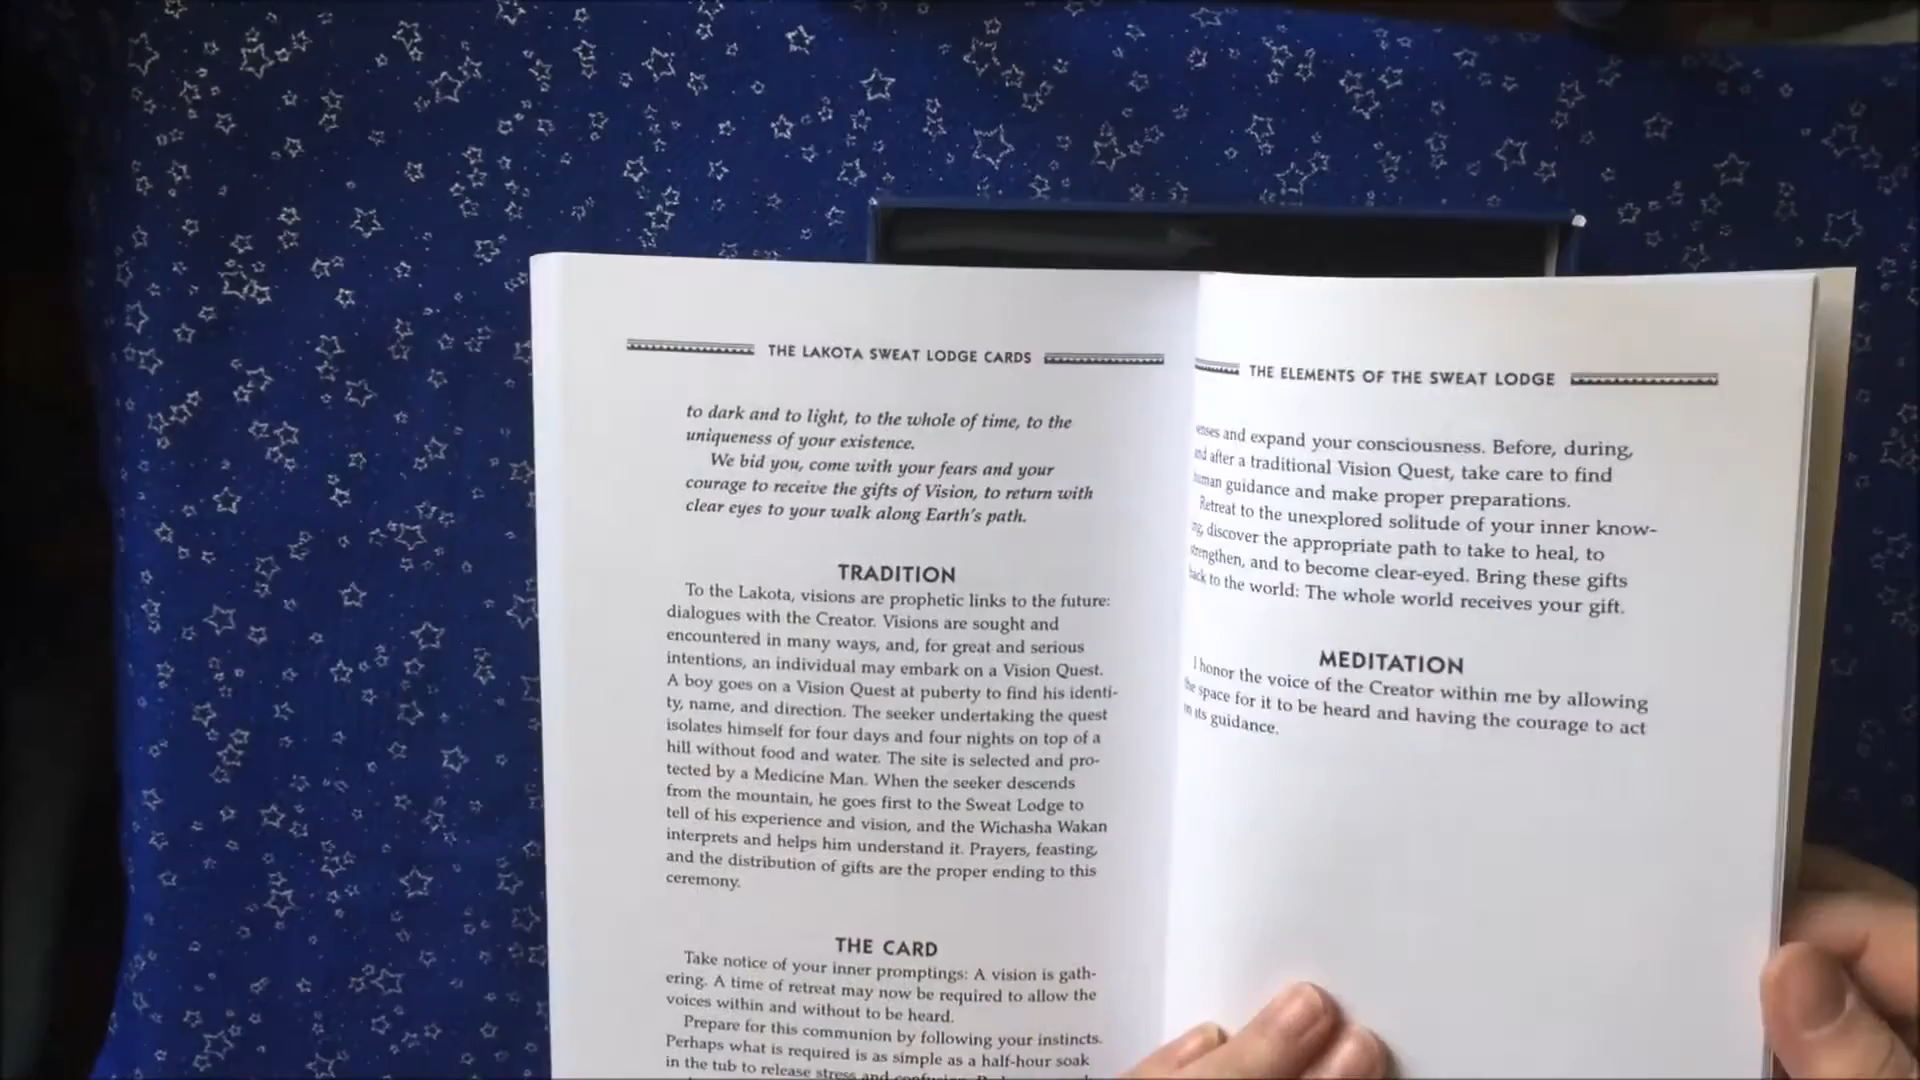 THE LAKOTA SWEAT LODGE CARDS
to dark and to light, to the whole of time, to the
uniqueness of your existence.
We bid you, come with your fears and your
courage to receive the gifts of Vision, to return with
clear eyes to your walk along Earth's path.
TRADITION
To the Lakota, visions are prophetic links to the future:
dialogues with the Creator. Visions are sought and
encountered in many ways, and, for great and serious
intentions, an individual may embark on a Vision Quest.
A boy goes on a Vision Quest at puberty to find his identi-
ty, name, and direction. The seeker undertaking the quest
isolates himself for four days and four nights on top of a
hill without food and water. The site is selected and pro-
tected by a Medicine Man. When the seeker descends
from the mountain, he goes first to the Sweat Lodge to
tell of his experience and vision, and the Wichasha Wakan
interprets and helps him understand it. Prayers, feasting,
and the distribution of gifts are the proper ending to this
ceremony.
THE CARD
Take notice of your inner promptings: A vision is gath-
ering. A time of retreat may now be required to allow the
voices within and without to be heard.
Prepare for this communion by following your instincts.
Perhaps what is required is as simple as a half-hour soak
in the tub to release stress and
THE ELEMENTS OF THE SWEAT LODGE
and expand your consciousness. Before, during,
after a traditional Vision Quest, take care to find
guidance and make proper preparations.
Retreat to the unexplored solitude of your inner know-
discover the appropriate path to take to heal, to
strengthen, and to become clear-eyed. Bring these gifts
back to the world: The whole world receives your gift.
MEDITATION
I honor the voice of the Creator within me by allowing
the space for it to be heard and having the courage to act
on its guidance.